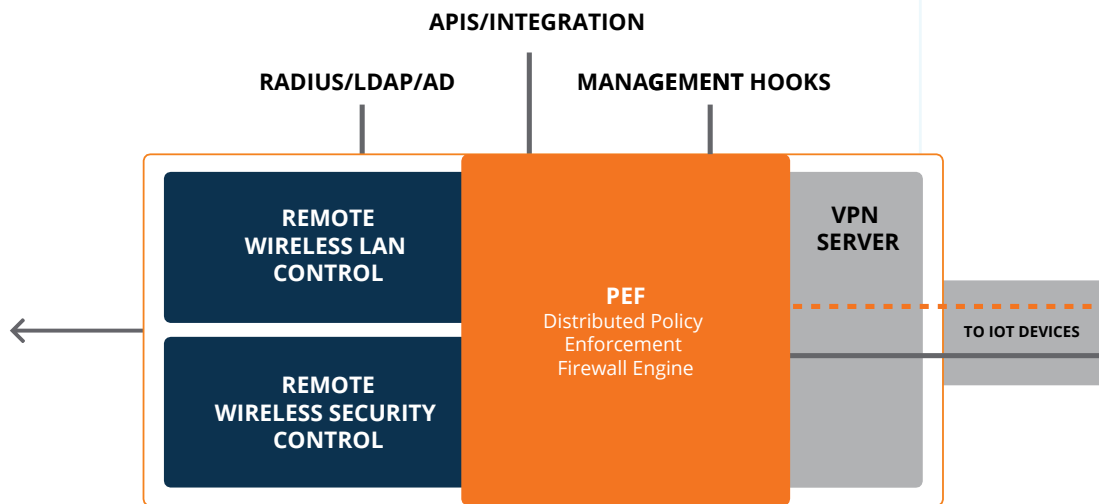 APIS/INTEGRATION
RADIUS/LDAP/AD
MANAGEMENT HOOKS
REMOTE
WIRELESS LAN
CONTROL
REMOTE
WIRELESS SECURITY
CONTROL
PEF
Distributed Policy
Enforcement
Firewall Engine
VPN
SERVER
TO IOT DEVICES